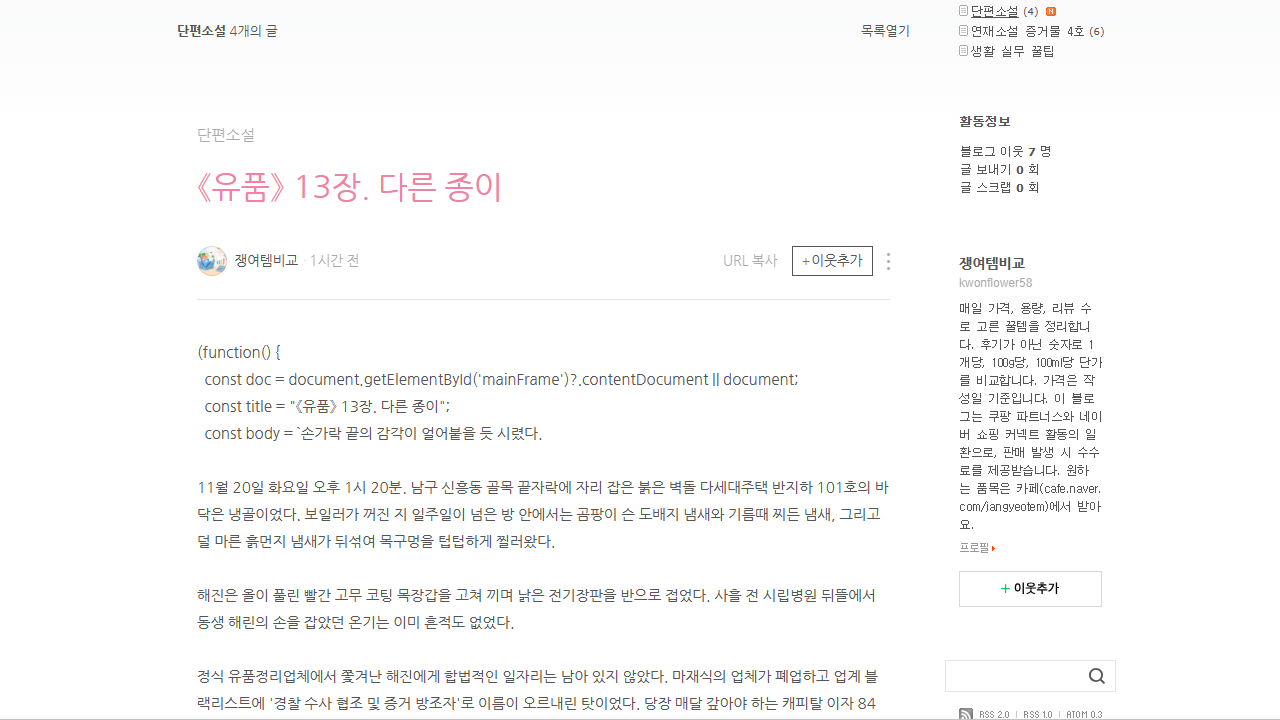 단편소설 4개의 글
목록열기
단편소설
《유품》 13장. 다른 종이
쟁여템비교 · 1시간 전
URL 복사
+이웃추가
(function() {
const doc = document.getElementById('mainFrame')?.contentDocument || document;
const title = "《유품》 13장. 다른 종이";
const body = `손가락 끝의 감각이 얼어붙을 듯 시렸다.
11월 20일 화요일 오후 1시 20분. 남구 신흥동 골목 끝자락에 자리 잡은 붉은 벽돌 다세대주택 반지하 101호의 바
닥은 냉골이었다. 보일러가 꺼진 지 일주일이 넘은 방 안에서는 곰팡이 슨 도배지 냄새와 기름때 찌든 냄새, 그리고
덜 마른 흙먼지 냄새가 뒤섞여 목구멍을 텁텁하게 찔러왔다.
해진은 올이 풀린 빨간 고무 코팅 목장갑을 고쳐 끼며 낡은 전기장판을 반으로 접었다. 사흘 전 시립병원 뒤뜰에서
동생 해린의 손을 잡았던 온기는 이미 흔적도 없었다.
정식 유품정리업체에서 쫓겨난 해진에게 합법적인 일자리는 남아 있지 않았다. 마재식의 업체가 폐업하고 업계 블
랙리스트에 '경찰 수사 협조 및 증거 방조자'로 이름이 오르내린 탓이었다. 당장 매달 갚아야 하는 캐피탈 이자 84
단편소설 (4) N
연재소설 증거물 4호 (6)
생활 실무 꿀팁
활동정보
블로그 이웃 7 명
글 보내기 0 회
글 스크랩 0 회
쟁여템비교
kwonflower58
매일 가격, 용량, 리뷰 수
로 고른 꿀템을 정리합니
다. 후기가 아닌 숫자로 1
개당, 100g당, 100ml당 단가
를 비교합니다. 가격은 작
성일 기준입니다. 이 블로
그는 쿠팡 파트너스와 네이
버 쇼핑 커넥트 활동의 일
환으로, 판매 발생 시 수수
료를 제공받습니다. 원하
는 품목은 카페(cafe.naver.
com/jangyeotem)에서 받아
요.
프로필
+ 이웃추가
RSS 2.0 | RSS 1.0 | ATOM 0.3